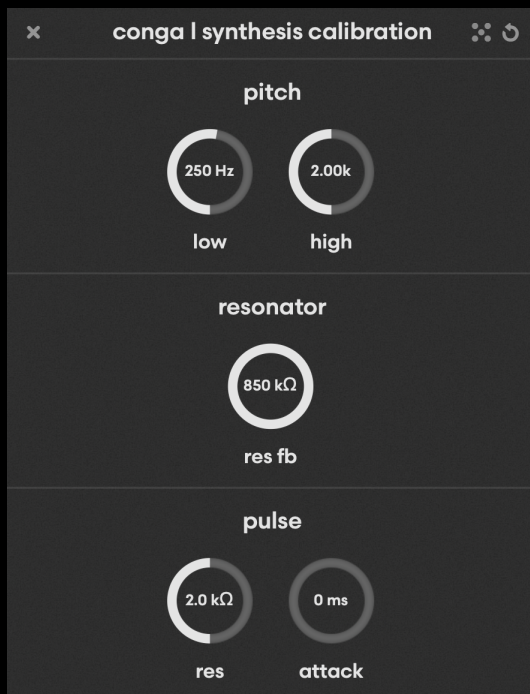 conga l synthesis calibration
pitch
250 Hz 2.00k
low high
resonator
850 kΩ
res fb
pulse
2.0 kΩ 0 ms
res attack